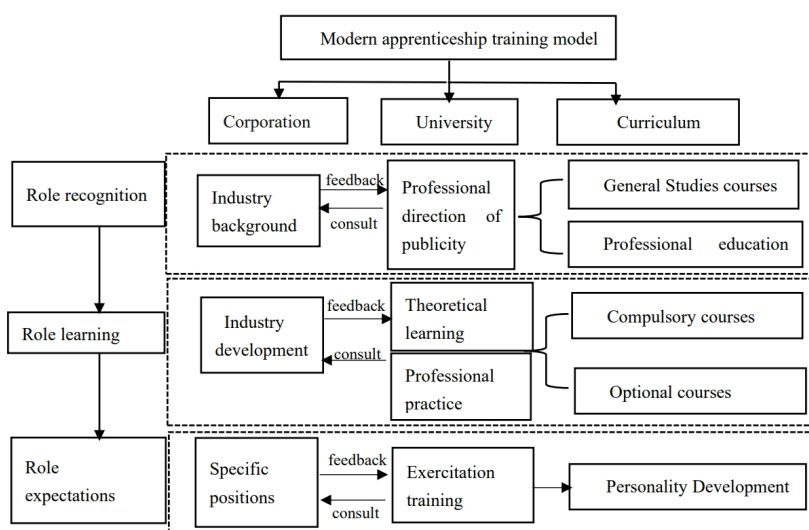 Modern apprenticeship training model
Corporation
University
Curriculum
Role recognition
Industry
background
feedback
consult
Professional
direction of
publicity
General Studies courses
Professional education
Role learning
Industry
development
feedback
consult
Theoretical
learning
Professional
practice
Compulsory courses
Optional courses
Role
expectations
Specific
positions
feedback
consult
Exercitation
training
Personality Development